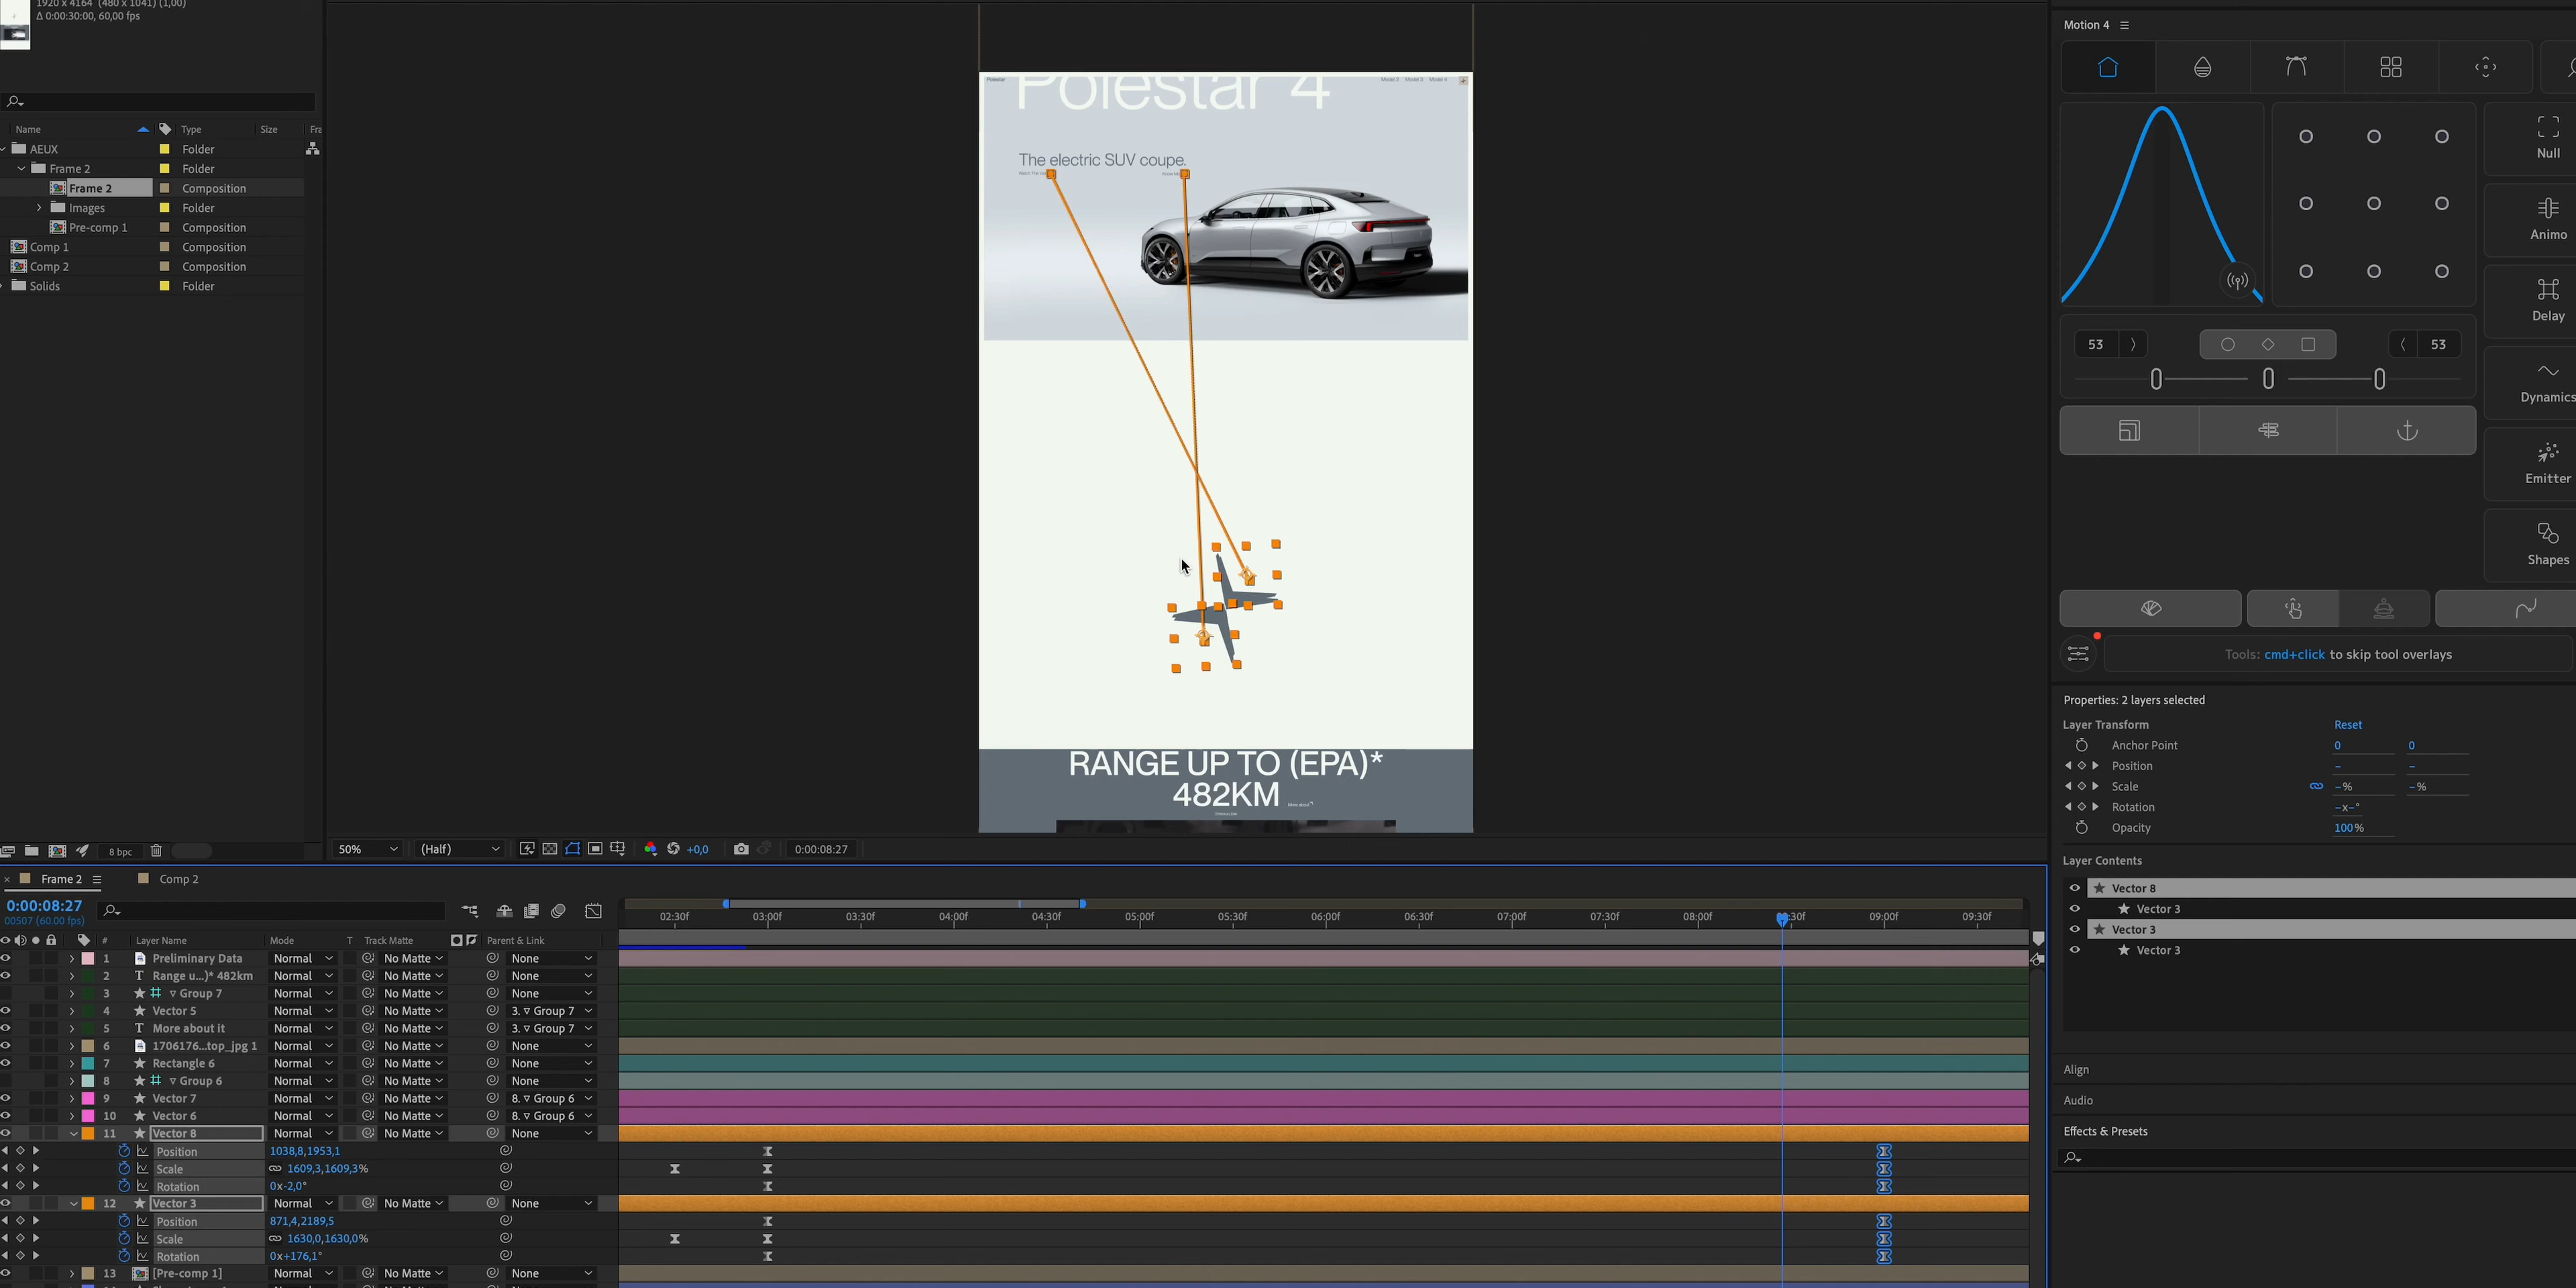 1920 x 4164 (480 x 1041) (1,00)
Δ 0:00:30:00, 60,00 fps
Name Type Size Fra
AEUX Folder
Frame 2 Folder
Frame 2 Composition
Images Folder
Pre-comp 1 Composition
Comp 1 Composition
Comp 2 Composition
Solids Folder
8 bpc
Polestar
Model 2 Model 3 Model 4
Polestar 4
The electric SUV coupe.
RANGE UP TO (EPA)*
482KM
More about
50% (Half) +0,0 0:00:08:27
Motion 4
Null
Animo
Delay
Dynamics
Emitter
Shapes
53 53
Tools: cmd+click to skip tool overlays
Properties: 2 layers selected
Layer Transform Reset
Anchor Point 0 0
Position – –
Scale –% –%
Rotation –x–°
Opacity 100%
Layer Contents
Vector 8
Vector 3
Vector 3
Vector 3
Align
Audio
Effects & Presets
Frame 2 Comp 2
0:00:08:27
00507 (60.00 fps)
02:30f 03:00f 03:30f 04:00f 04:30f 05:00f 05:30f 06:00f 06:30f 07:00f 07:30f 08:00f 09:00f 09:30f
# Layer Name Mode T Track Matte Parent & Link
1 Preliminary Data Normal No Matte None
2 T Range u...)* 482km Normal No Matte None
3 Group 7 Normal No Matte None
4 Vector 5 Normal No Matte 3. ▿ Group 7
5 T More about it Normal No Matte 3. ▿ Group 7
6 1706176...top_jpg 1 Normal No Matte None
7 Rectangle 6 Normal No Matte None
8 Group 6 Normal No Matte None
9 Vector 7 Normal No Matte 8. ▿ Group 6
10 Vector 6 Normal No Matte 8. ▿ Group 6
11 Vector 8 Normal No Matte None
Position 1038,8,1953,1
Scale 1609,3,1609,3%
Rotation 0x-2,0°
12 Vector 3 Normal No Matte None
Position 871,4,2189,5
Scale 1630,0,1630,0%
Rotation 0x+176,1°
13 [Pre-comp 1] Normal No Matte None